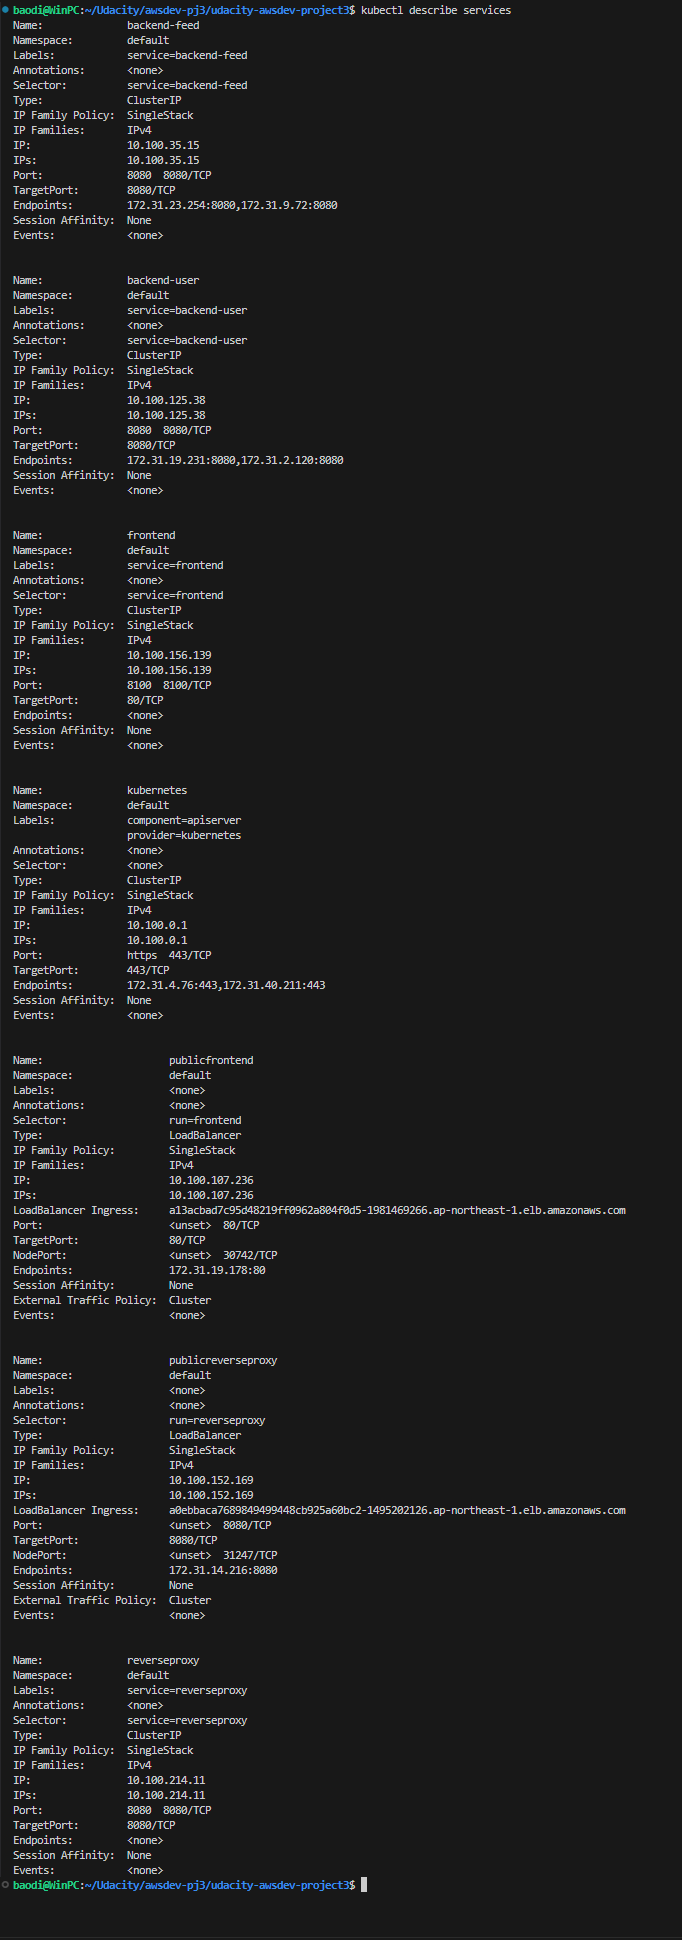 baodi@WinPC:~/Udacity/awsdev-pj3/udacity-awsdev-project3$ kubectl describe services
Name: backend-feed
Namespace: default
Labels: service=backend-feed
Annotations: <none>
Selector: service=backend-feed
Type: ClusterIP
IP Family Policy: SingleStack
IP Families: IPv4
IP: 10.100.35.15
IPs: 10.100.35.15
Port: 8080 8080/TCP
TargetPort: 8080/TCP
Endpoints: 172.31.23.254:8080,172.31.9.72:8080
Session Affinity: None
Events: <none>
Name: backend-user
Namespace: default
Labels: service=backend-user
Annotations: <none>
Selector: service=backend-user
Type: ClusterIP
IP Family Policy: SingleStack
IP Families: IPv4
IP: 10.100.125.38
IPs: 10.100.125.38
Port: 8080 8080/TCP
TargetPort: 8080/TCP
Endpoints: 172.31.19.231:8080,172.31.2.120:8080
Session Affinity: None
Events: <none>
Name: frontend
Namespace: default
Labels: service=frontend
Annotations: <none>
Selector: service=frontend
Type: ClusterIP
IP Family Policy: SingleStack
IP Families: IPv4
IP: 10.100.156.139
IPs: 10.100.156.139
Port: 8100 8100/TCP
TargetPort: 80/TCP
Endpoints: <none>
Session Affinity: None
Events: <none>
Name: kubernetes
Namespace: default
Labels: component=apiserver
provider=kubernetes
Annotations: <none>
Selector: <none>
Type: ClusterIP
IP Family Policy: SingleStack
IP Families: IPv4
IP: 10.100.0.1
IPs: 10.100.0.1
Port: https 443/TCP
TargetPort: 443/TCP
Endpoints: 172.31.4.76:443,172.31.40.211:443
Session Affinity: None
Events: <none>
Name: publicfrontend
Namespace: default
Labels: <none>
Annotations: <none>
Selector: run=frontend
Type: LoadBalancer
IP Family Policy: SingleStack
IP Families: IPv4
IP: 10.100.107.236
IPs: 10.100.107.236
LoadBalancer Ingress: a13acbad7c95d48219ff0962a804f0d5-1981469266.ap-northeast-1.elb.amazonaws.com
Port: <unset> 80/TCP
TargetPort: 80/TCP
NodePort: <unset> 30742/TCP
Endpoints: 172.31.19.178:80
Session Affinity: None
External Traffic Policy: Cluster
Events: <none>
Name: publicreverseproxy
Namespace: default
Labels: <none>
Annotations: <none>
Selector: run=reverseproxy
Type: LoadBalancer
IP Family Policy: SingleStack
IP Families: IPv4
IP: 10.100.152.169
IPs: 10.100.152.169
LoadBalancer Ingress: a0ebbaca7689849499448cb925a60bc2-1495202126.ap-northeast-1.elb.amazonaws.com
Port: <unset> 8080/TCP
TargetPort: 8080/TCP
NodePort: <unset> 31247/TCP
Endpoints: 172.31.14.216:8080
Session Affinity: None
External Traffic Policy: Cluster
Events: <none>
Name: reverseproxy
Namespace: default
Labels: service=reverseproxy
Annotations: <none>
Selector: service=reverseproxy
Type: ClusterIP
IP Family Policy: SingleStack
IP Families: IPv4
IP: 10.100.214.11
IPs: 10.100.214.11
Port: 8080 8080/TCP
TargetPort: 8080/TCP
Endpoints: <none>
Session Affinity: None
Events: <none>
baodi@WinPC:~/Udacity/awsdev-pj3/udacity-awsdev-project3$